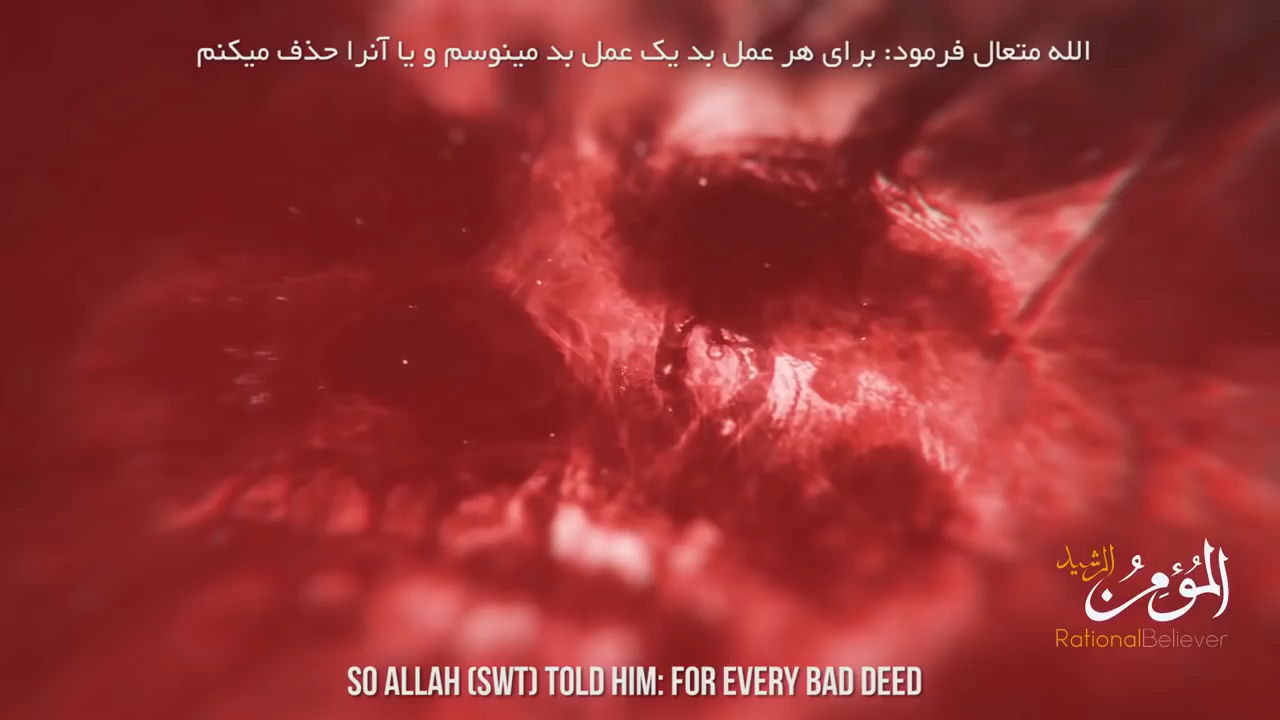 الله متعال فرمود: برای هر عمل بد یک عمل بد مینوسم و یا آنرا حذف میکنم
المؤمن الرشيد
RationalBeliever
SO ALLAH (SWT) TOLD HIM: FOR EVERY BAD DEED